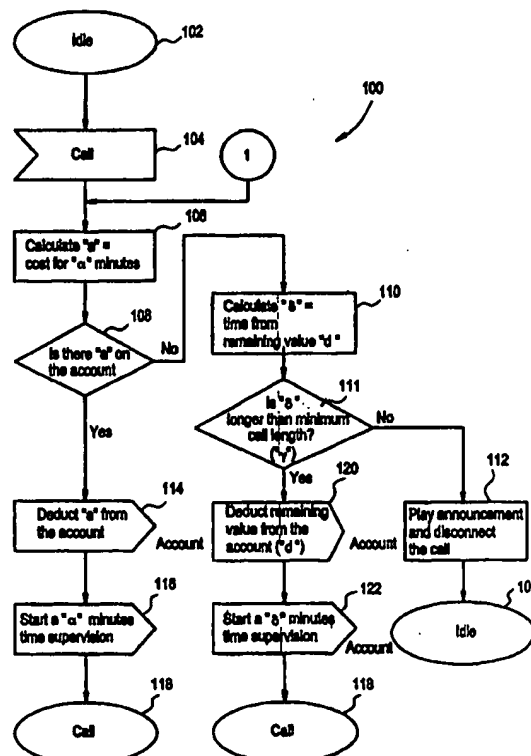 Idle
102
100
Call
104
1
106
Calculate "a" =
cost for "α" minutes
110
Calculate "δ" =
time from
remaining value "d"
108
Is there "a" on
the account
No
111
Is "δ"
longer than minimum
call length?
("γ")
No
Yes
Yes
114
Deduct "a" from
the account
Account
120
Deduct remaining
value from the
account ("d")
Account
112
Play announcement
and disconnect
the call
116
Start a "α" minutes
time supervision
122
Start a "δ" minutes
time supervision
Account
10
Idle
118
Call
118
Call